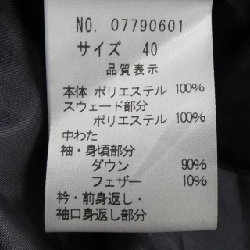 NO. 07790601
サイズ 40
品質表示
本体 ポリエステル 100%
スウェード部分
ポリエステル 100%
中わた
袖・身頃部分
ダウン 90%
フェザー 10%
衿・前身返し・
袖口身返し部分